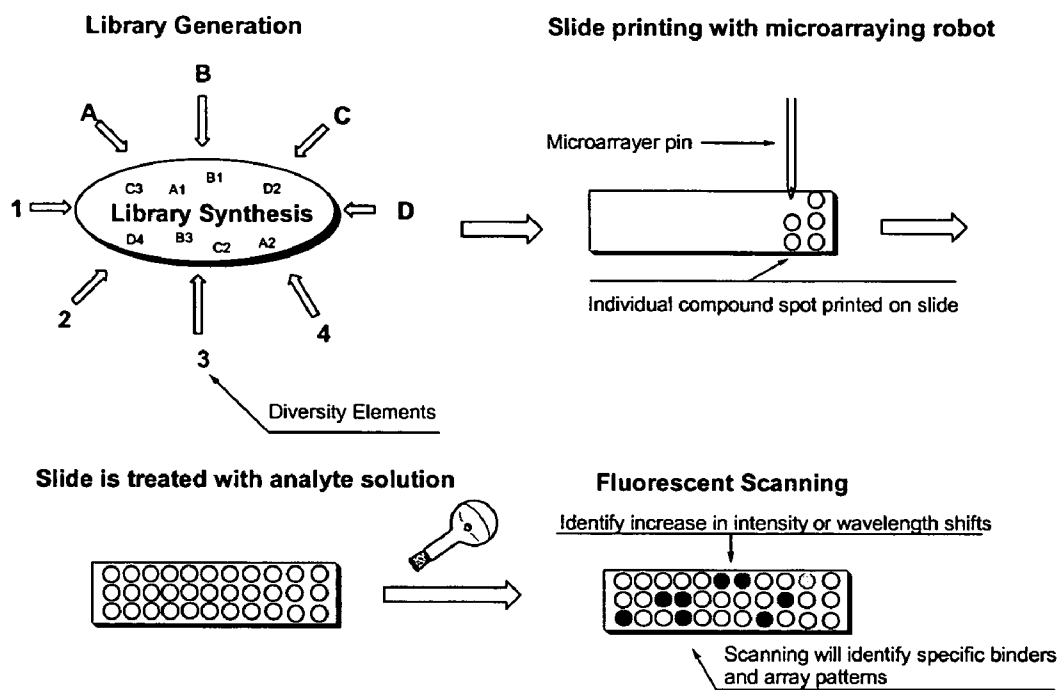 Library Generation
Slide printing with microarraying robot
B
A
C
Microarrayer pin
C3 A1 B1 D2
1
Library Synthesis
D
D4 B3 C2 A2
2
4
3
Individual compound spot printed on slide
Diversity Elements
Slide is treated with analyte solution
Fluorescent Scanning
Identify increase in intensity or wavelength shifts
Scanning will identify specific binders
and array patterns